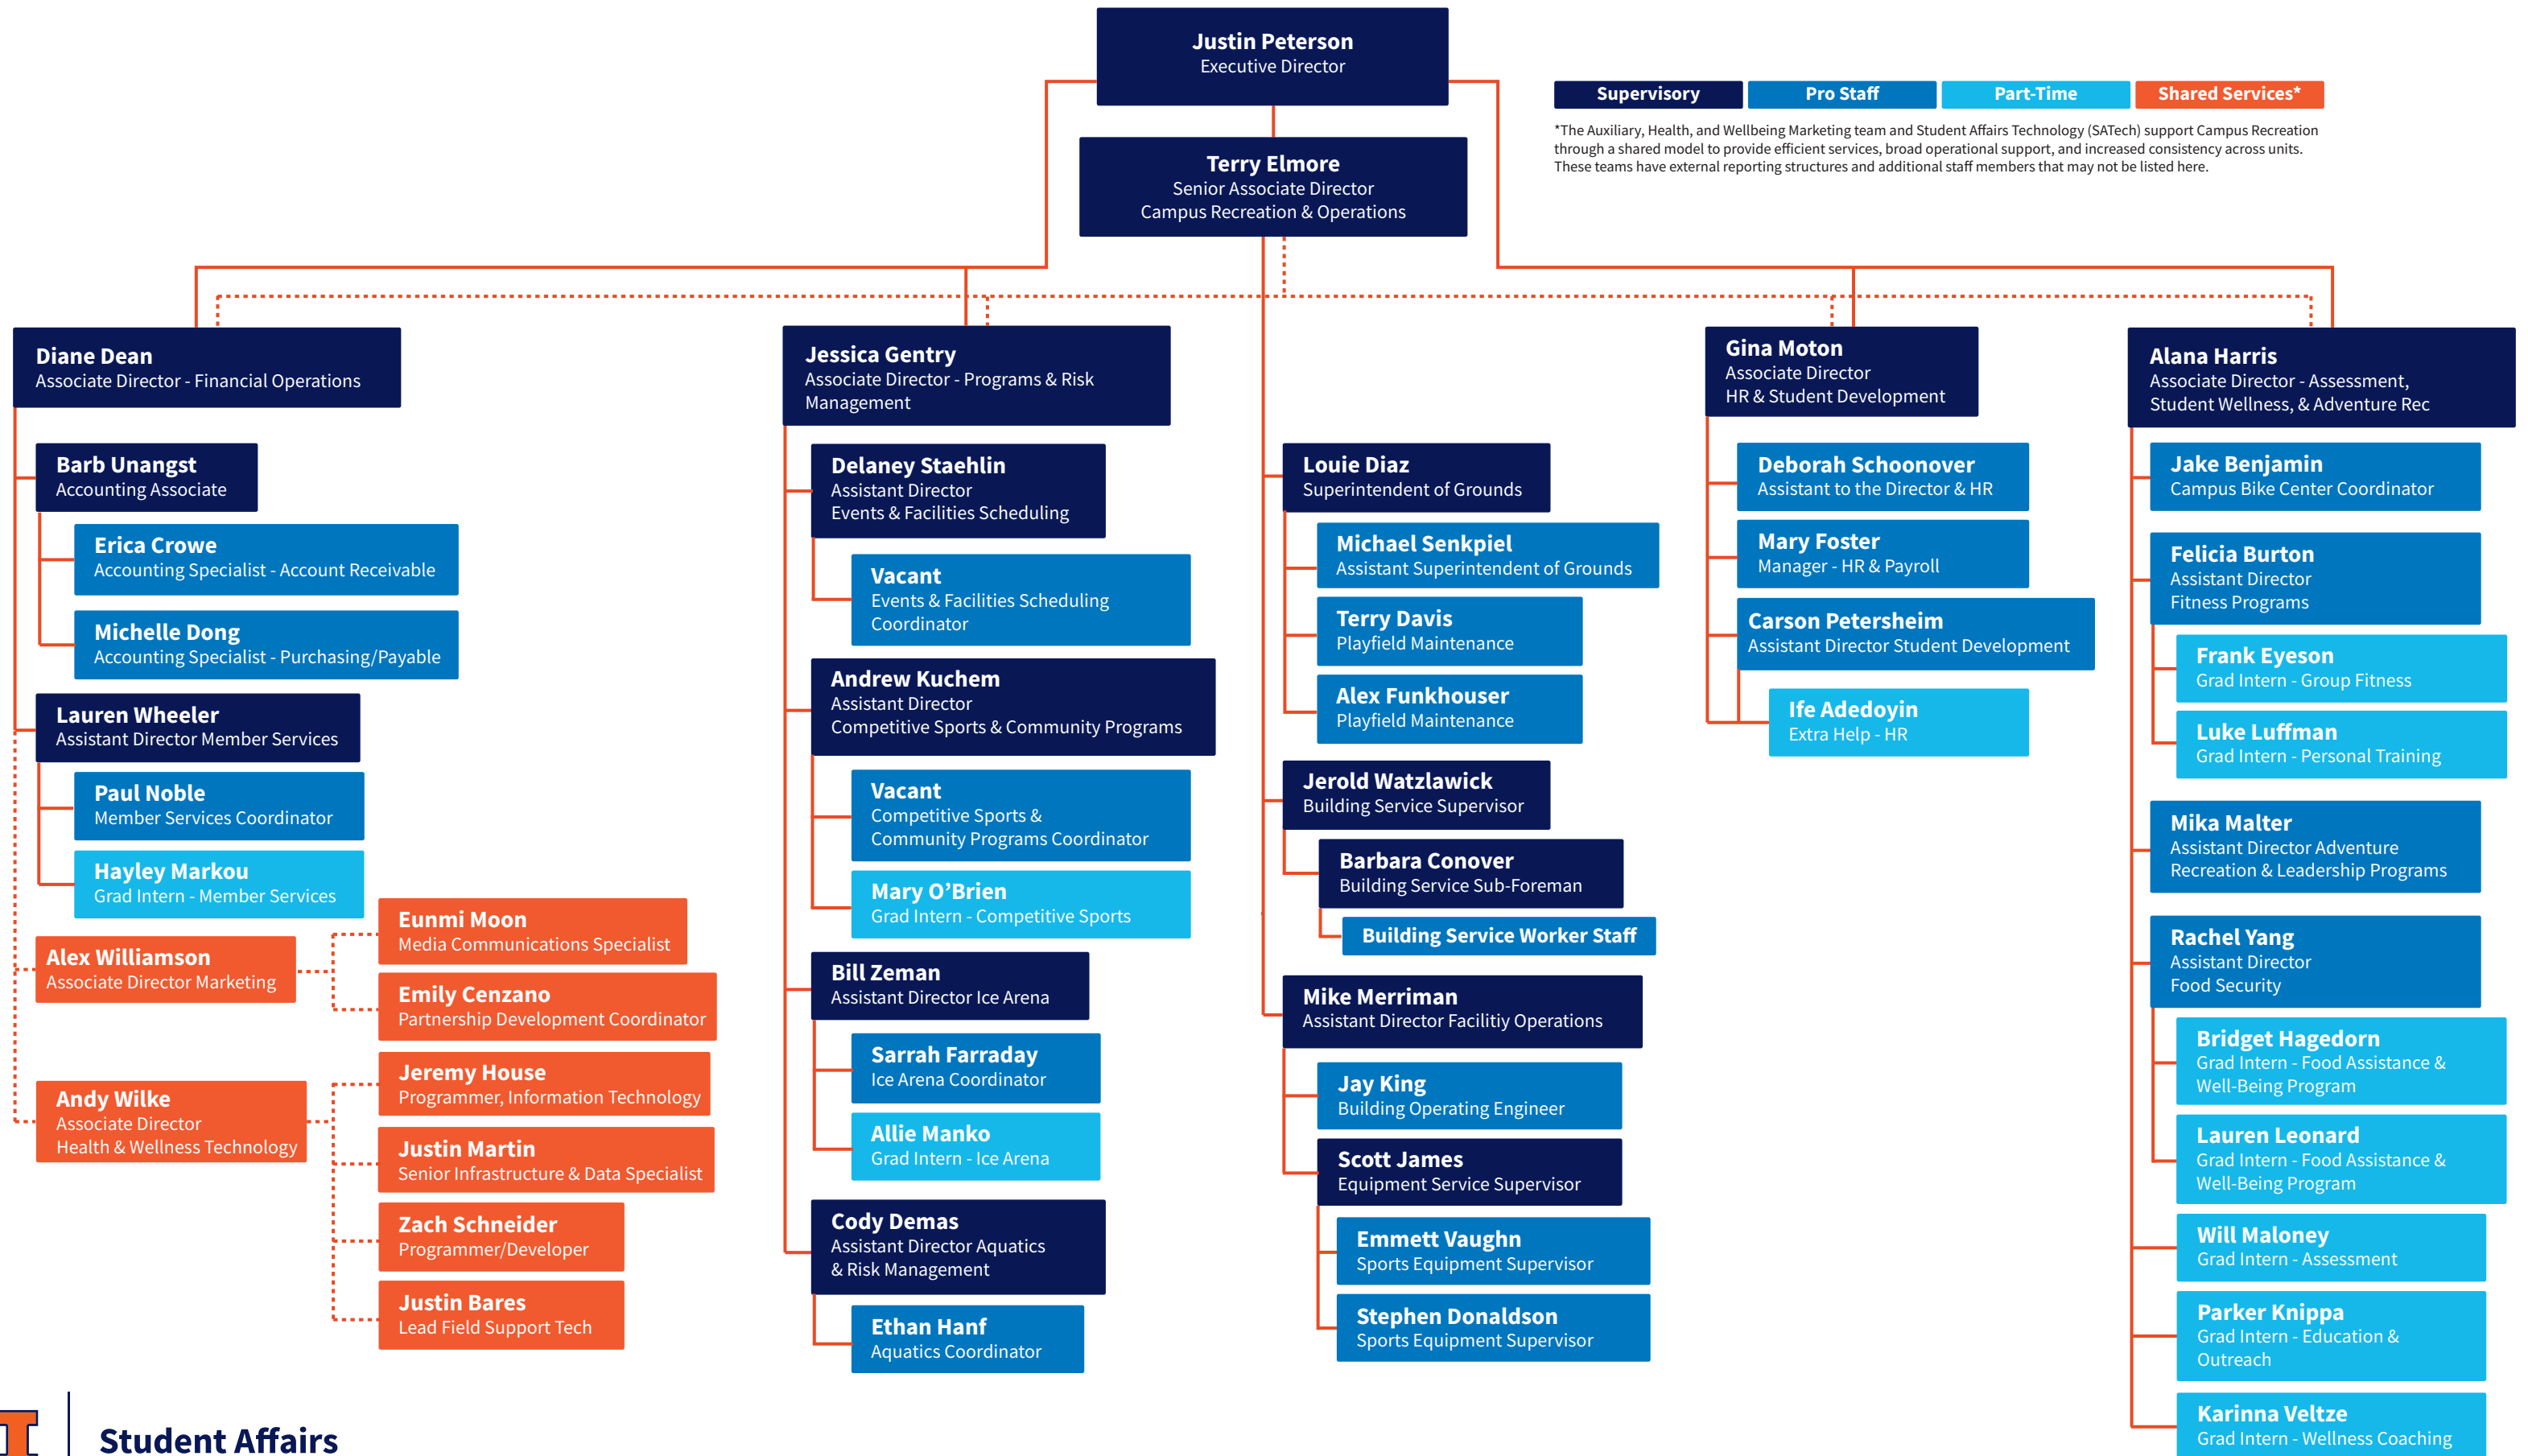 Justin Peterson
Executive Director
Supervisory
Pro Staff
Part-Time
Shared Services*
*The Auxiliary, Health, and Wellbeing Marketing team and Student Affairs Technology (SATech) support Campus Recreation
through a shared model to provide efficient services, broad operational support, and increased consistency across units.
These teams have external reporting structures and additional staff members that may not be listed here.
Terry Elmore
Senior Associate Director
Campus Recreation & Operations
Diane Dean
Associate Director - Financial Operations
Barb Unangst
Accounting Associate
Erica Crowe
Accounting Specialist - Account Receivable
Michelle Dong
Accounting Specialist - Purchasing/Payable
Lauren Wheeler
Assistant Director Member Services
Paul Noble
Member Services Coordinator
Hayley Markou
Grad Intern - Member Services
Alex Williamson
Associate Director Marketing
Eunmi Moon
Media Communications Specialist
Emily Cenzano
Partnership Development Coordinator
Andy Wilke
Associate Director
Health & Wellness Technology
Jeremy House
Programmer, Information Technology
Justin Martin
Senior Infrastructure & Data Specialist
Zach Schneider
Programmer/Developer
Justin Bares
Lead Field Support Tech
Jessica Gentry
Associate Director - Programs & Risk
Management
Delaney Staehlin
Assistant Director
Events & Facilities Scheduling
Vacant
Events & Facilities Scheduling
Coordinator
Andrew Kuchem
Assistant Director
Competitive Sports & Community Programs
Vacant
Competitive Sports &
Community Programs Coordinator
Mary O’Brien
Grad Intern - Competitive Sports
Bill Zeman
Assistant Director Ice Arena
Sarrah Farraday
Ice Arena Coordinator
Allie Manko
Grad Intern - Ice Arena
Cody Demas
Assistant Director Aquatics
& Risk Management
Ethan Hanf
Aquatics Coordinator
Louie Diaz
Superintendent of Grounds
Michael Senkpiel
Assistant Superintendent of Grounds
Terry Davis
Playfield Maintenance
Alex Funkhouser
Playfield Maintenance
Jerold Watzlawick
Building Service Supervisor
Barbara Conover
Building Service Sub-Foreman
Building Service Worker Staff
Mike Merriman
Assistant Director Facilitiy Operations
Jay King
Building Operating Engineer
Scott James
Equipment Service Supervisor
Emmett Vaughn
Sports Equipment Supervisor
Stephen Donaldson
Sports Equipment Supervisor
Gina Moton
Associate Director
HR & Student Development
Deborah Schoonover
Assistant to the Director & HR
Mary Foster
Manager - HR & Payroll
Carson Petersheim
Assistant Director Student Development
Ife Adedoyin
Extra Help - HR
Alana Harris
Associate Director - Assessment,
Student Wellness, & Adventure Rec
Jake Benjamin
Campus Bike Center Coordinator
Felicia Burton
Assistant Director
Fitness Programs
Frank Eyeson
Grad Intern - Group Fitness
Luke Luffman
Grad Intern - Personal Training
Mika Malter
Assistant Director Adventure
Recreation & Leadership Programs
Rachel Yang
Assistant Director
Food Security
Bridget Hagedorn
Grad Intern - Food Assistance &
Well-Being Program
Lauren Leonard
Grad Intern - Food Assistance &
Well-Being Program
Will Maloney
Grad Intern - Assessment
Parker Knippa
Grad Intern - Education &
Outreach
Karinna Veltze
Grad Intern - Wellness Coaching
Student Affairs